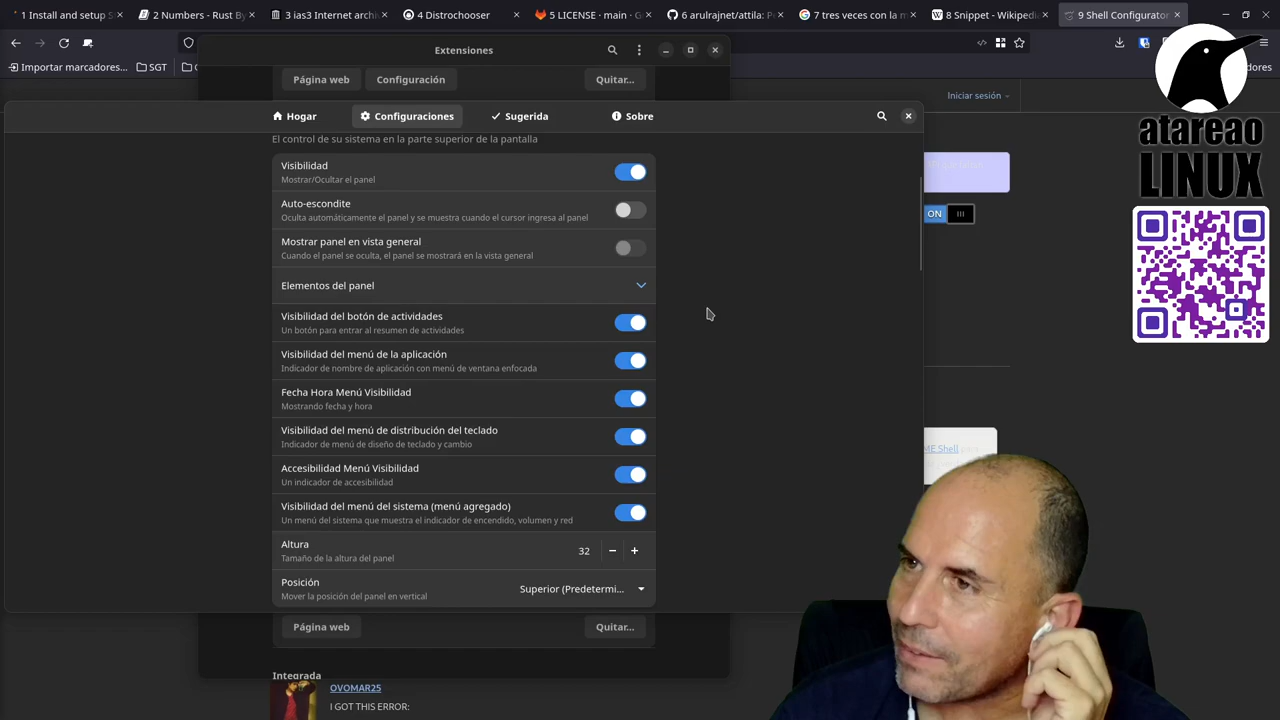 1 Install and setup S
2 Numbers - Rust By
3 ias3 Internet archiv
4 Distrochooser
5 LICENSE · main · G
6 arulrajnet/attila: Pe
7 tres veces con la m
8 Snippet - Wikipedia
9 Shell Configurator
Importar marcadores...
SGT
dores
Extensiones
Página web
Configuración
Quitar...
Iniciar sesión
Hogar
Configuraciones
Sugerida
Sobre
El control de su sistema en la parte superior de la pantalla
Visibilidad
Mostrar/Ocultar el panel
Auto-escondite
Oculta automáticamente el panel y se muestra cuando el cursor ingresa al panel
Mostrar panel en vista general
Cuando el panel se oculta, el panel se mostrará en la vista general
Elementos del panel
Visibilidad del botón de actividades
Un botón para entrar al resumen de actividades
Visibilidad del menú de la aplicación
Indicador de nombre de aplicación con menú de ventana enfocada
Fecha Hora Menú Visibilidad
Mostrando fecha y hora
Visibilidad del menú de distribución del teclado
Indicador de menú de diseño de teclado y cambio
Accesibilidad Menú Visibilidad
Un indicador de accesibilidad
Visibilidad del menú del sistema (menú agregado)
Un menú del sistema que muestra el indicador de encendido, volumen y red
Altura
Tamaño de la altura del panel
32
Posición
Mover la posición del panel en vertical
Superior (Predetermi...
Página web
Quitar...
Integrada
OVOMAR25
I GOT THIS ERROR:
ON
ME Shell
atareao
LINUX